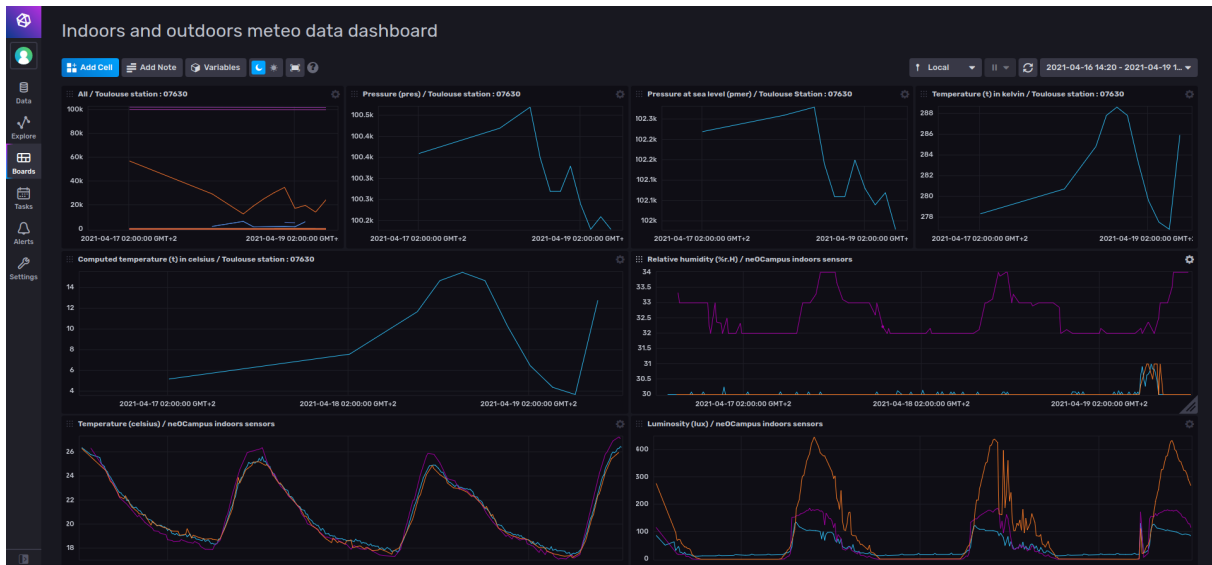 Indoors and outdoors meteo data dashboard
Add Cell
Add Note
Variables
Local
2021-04-16 14:20 - 2021-04-19 1...
Data
Explore
Boards
Tasks
Alerts
Settings
All / Toulouse station : 07630
100k
80k
60k
40k
20k
0
2021-04-17 02:00:00 GMT+2
2021-04-19 02:00:00 GMT+
Pressure (pres) / Toulouse station : 07630
100.5k
100.4k
100.4k
100.3k
100.3k
100.2k
2021-04-17 02:00:00 GMT+2
2021-04-19 02:00:00 GMT+
Pressure at sea level (pmer) / Toulouse Station : 07630
102.3k
102.2k
102.2k
102.1k
102.1k
102k
2021-04-17 02:00:00 GMT+2
2021-04-19 02:00:00 GMT+
Temperature (t) in kelvin / Toulouse station : 07630
288
286
284
282
280
278
2021-04-17 02:00:00 GMT+2
2021-04-19 02:00:00 GMT+:
Computed temperature (t) in celsius / Toulouse station : 07630
14
12
10
8
6
4
2021-04-17 02:00:00 GMT+2
2021-04-18 02:00:00 GMT+2
2021-04-19 02:00:00 GMT+2
Relative humidity (%r.H) / neOCampus indoors sensors
34
33.5
33
32.5
32
31.5
31
30.5
30
2021-04-17 02:00:00 GMT+2
2021-04-18 02:00:00 GMT+2
2021-04-19 02:00:00 GMT+2
Temperature (celsius) / neOCampus indoors sensors
26
24
22
20
18
Luminosity (lux) / neOCampus indoors sensors
400
300
200
100
0